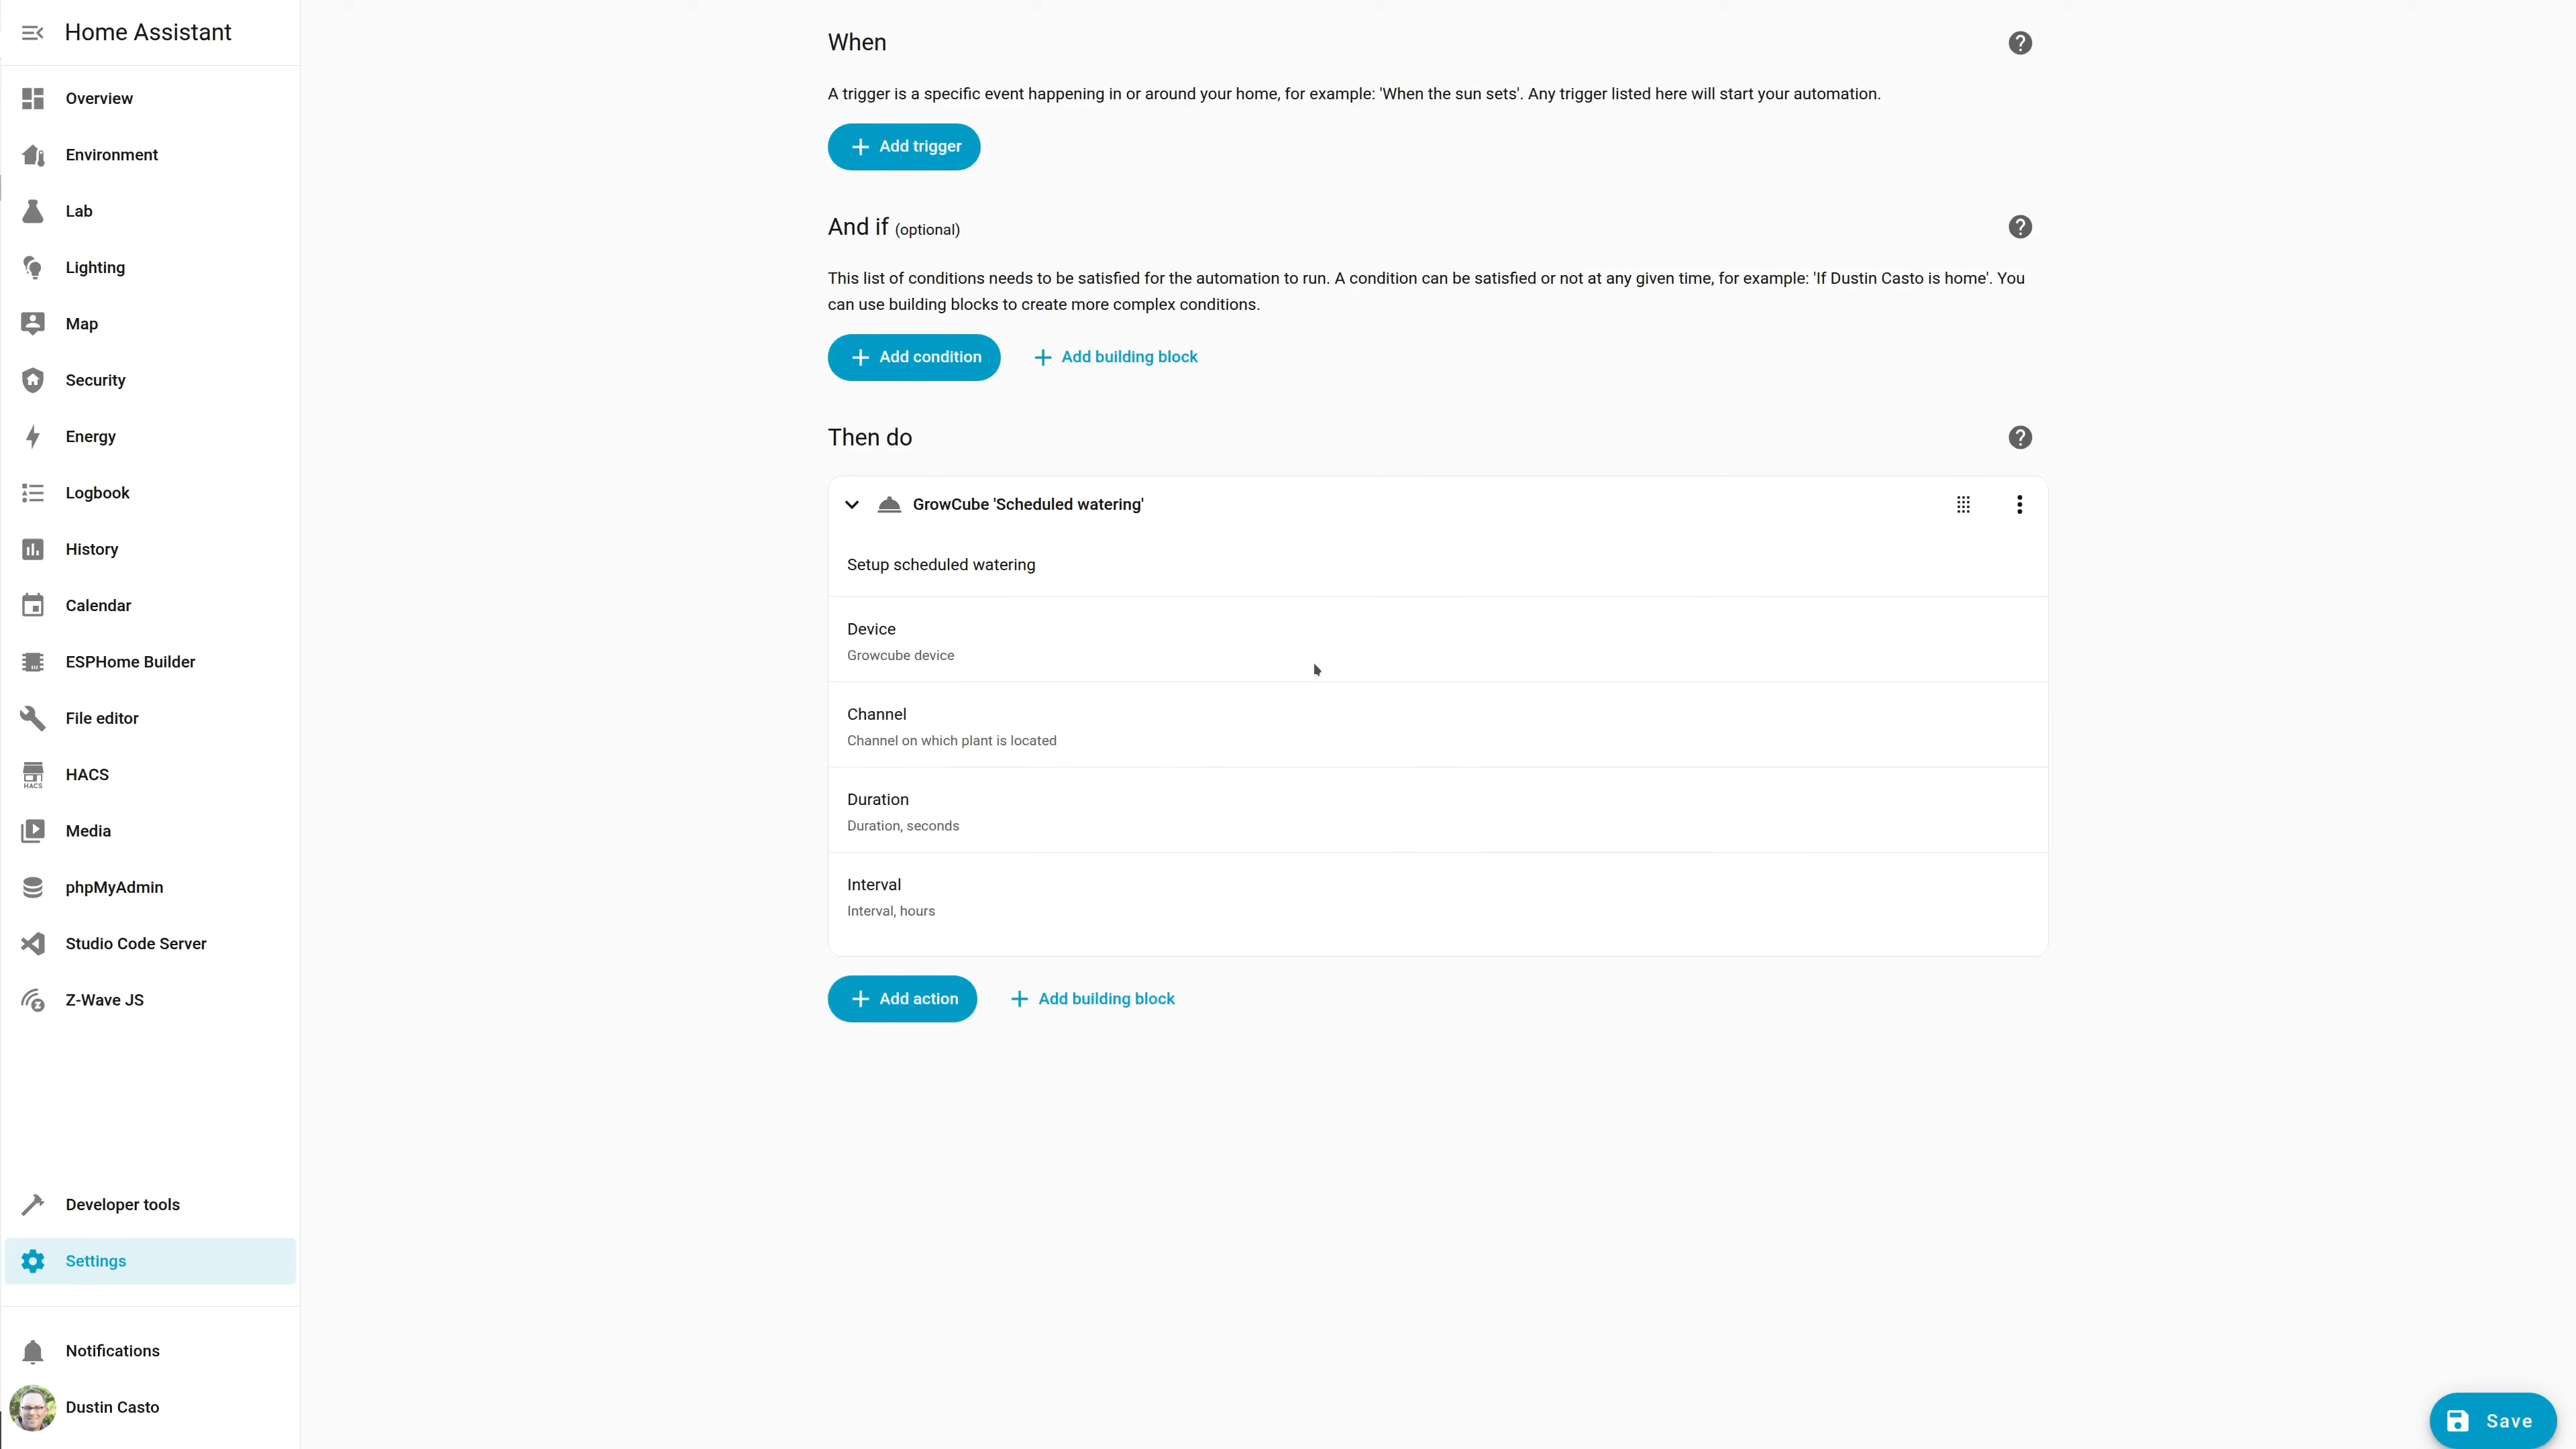 Home Assistant
Overview
Environment
Lab
Lighting
Map
Security
Energy
Logbook
History
Calendar
ESPHome Builder
File editor
HACS
HACS
Media
phpMyAdmin
Studio Code Server
Z-Wave JS
Developer tools
Settings
Notifications
Dustin Casto
When
A trigger is a specific event happening in or around your home, for example: 'When the sun sets'. Any trigger listed here will start your automation.
Add trigger
And if (optional)
This list of conditions needs to be satisfied for the automation to run. A condition can be satisfied or not at any given time, for example: 'If Dustin Casto is home'. You
can use building blocks to create more complex conditions.
Add condition
Add building block
Then do
GrowCube 'Scheduled watering'
Setup scheduled watering
Device
Growcube device
Channel
Channel on which plant is located
Duration
Duration, seconds
Interval
Interval, hours
Add action
Add building block
Save